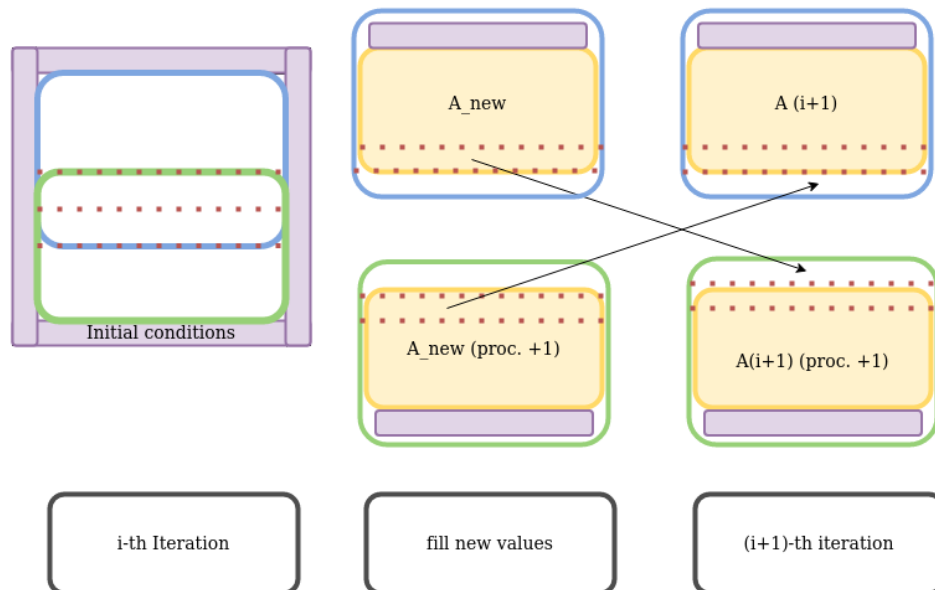 A_new
A (i+1)
Initial conditions
A_new (proc. +1)
A(i+1) (proc. +1)
i-th Iteration
fill new values
(i+1)-th iteration